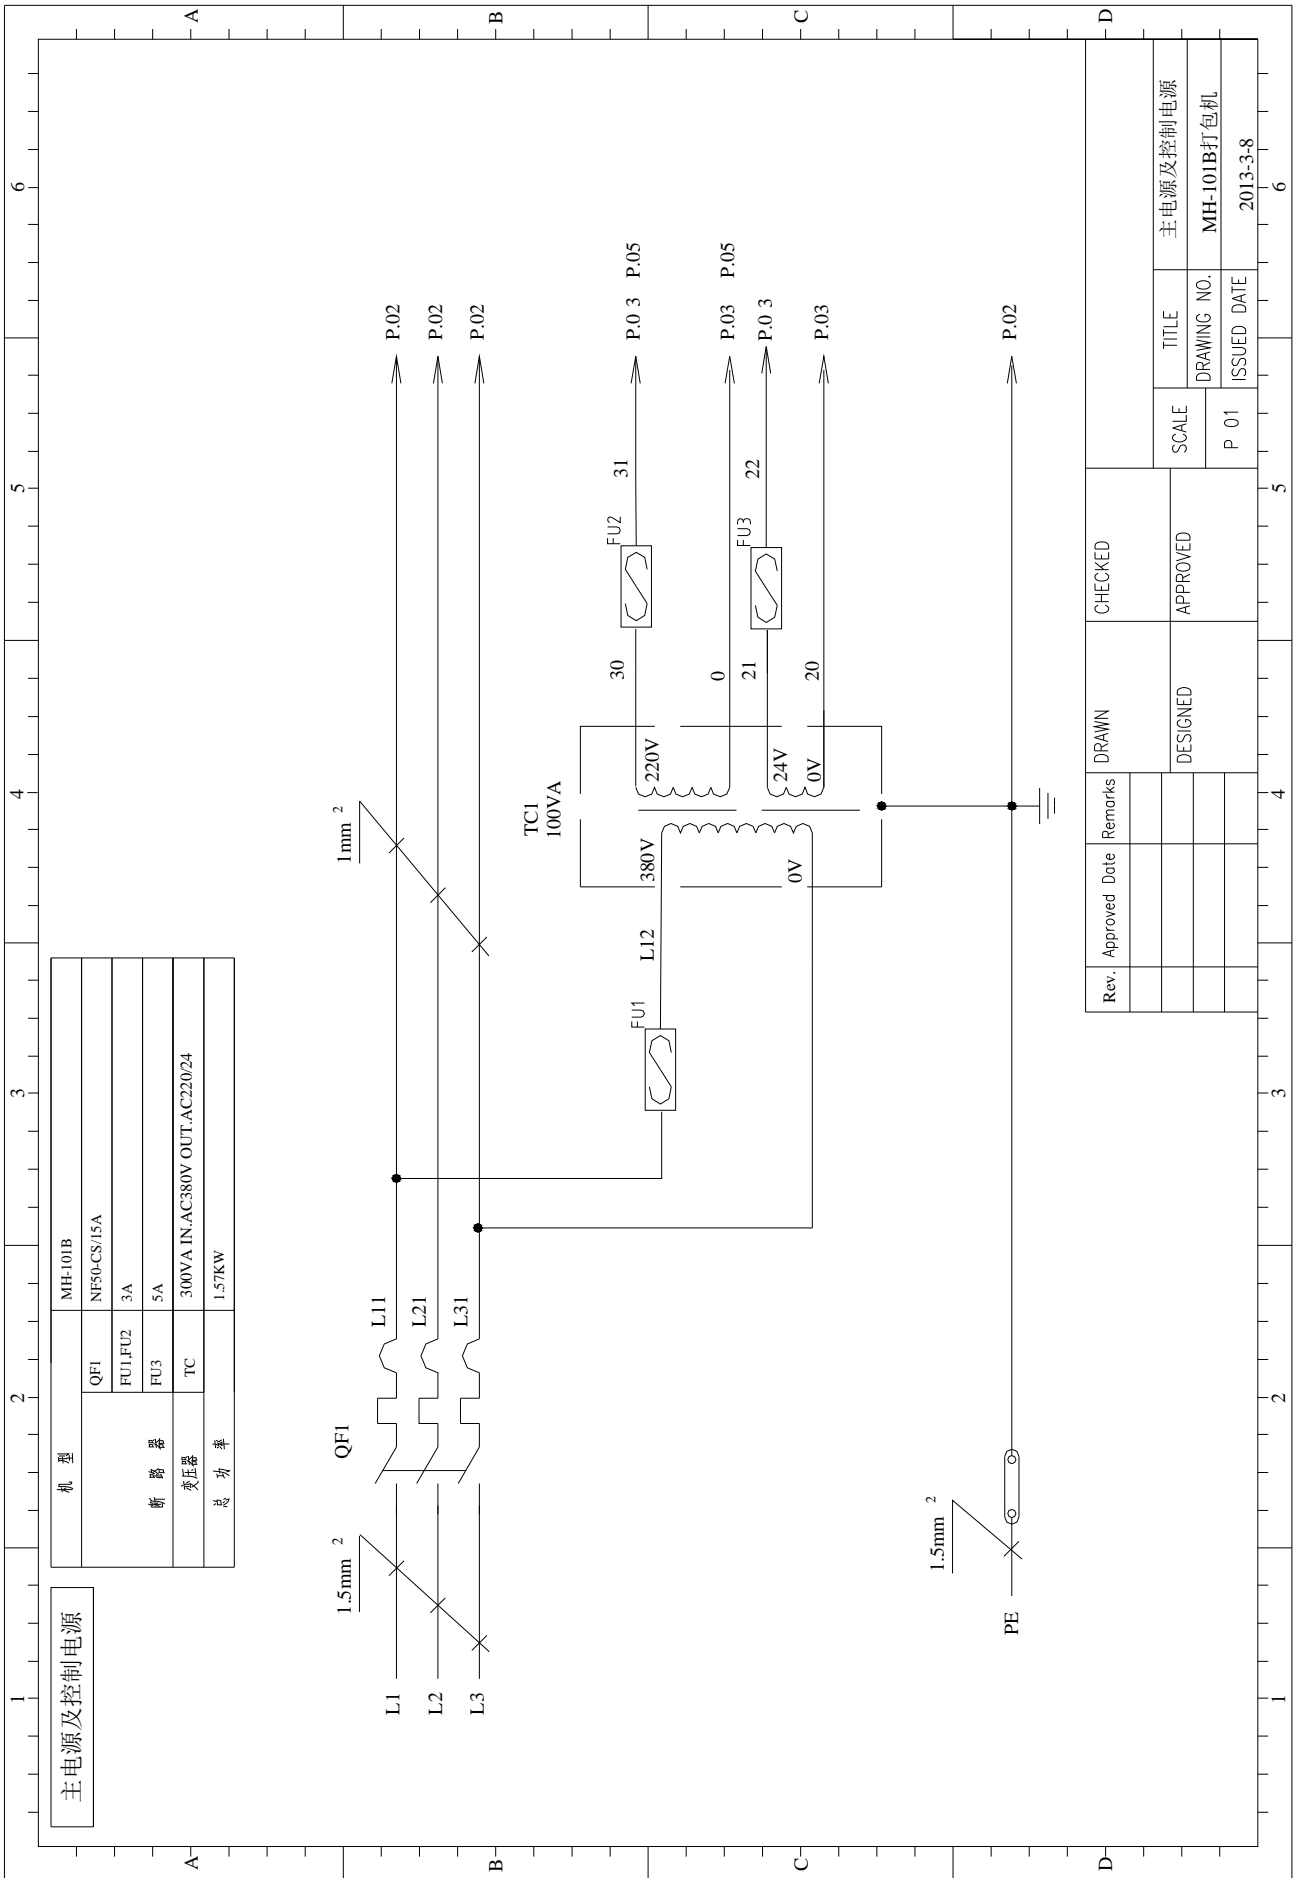 主电源及控制电源
机 型 MH-101B
断 路 器 QF1 NF50-CS/15A
FU1,FU2 3A
FU3 5A
变压器 TC 300VA IN.AC380V OUT.AC220/24
总 功 率 1.57KW
1 2 3 4 5 6
A
B
C
D
A
B
C
D
1.5mm 2
QF1
1mm 2
L1 L11 P.02
L2 L21 P.02
L3 L31 P.02
TC1
100VA
FU1
L12
380V
0V
220V
24V
0V
30 FU2 31 P.0 3 P.05
0 P.03 P.05
21 FU3 22 P.0 3
20 P.03
1.5mm 2
PE P.02
Rev. Approved Date Remarks
DRAWN
DESIGNED
CHECKED
APPROVED
SCALE
P 01
TITLE 主电源及控制电源
DRAWING NO. MH-101B打包机
ISSUED DATE 2013-3-8
1 2 3 4 5 6